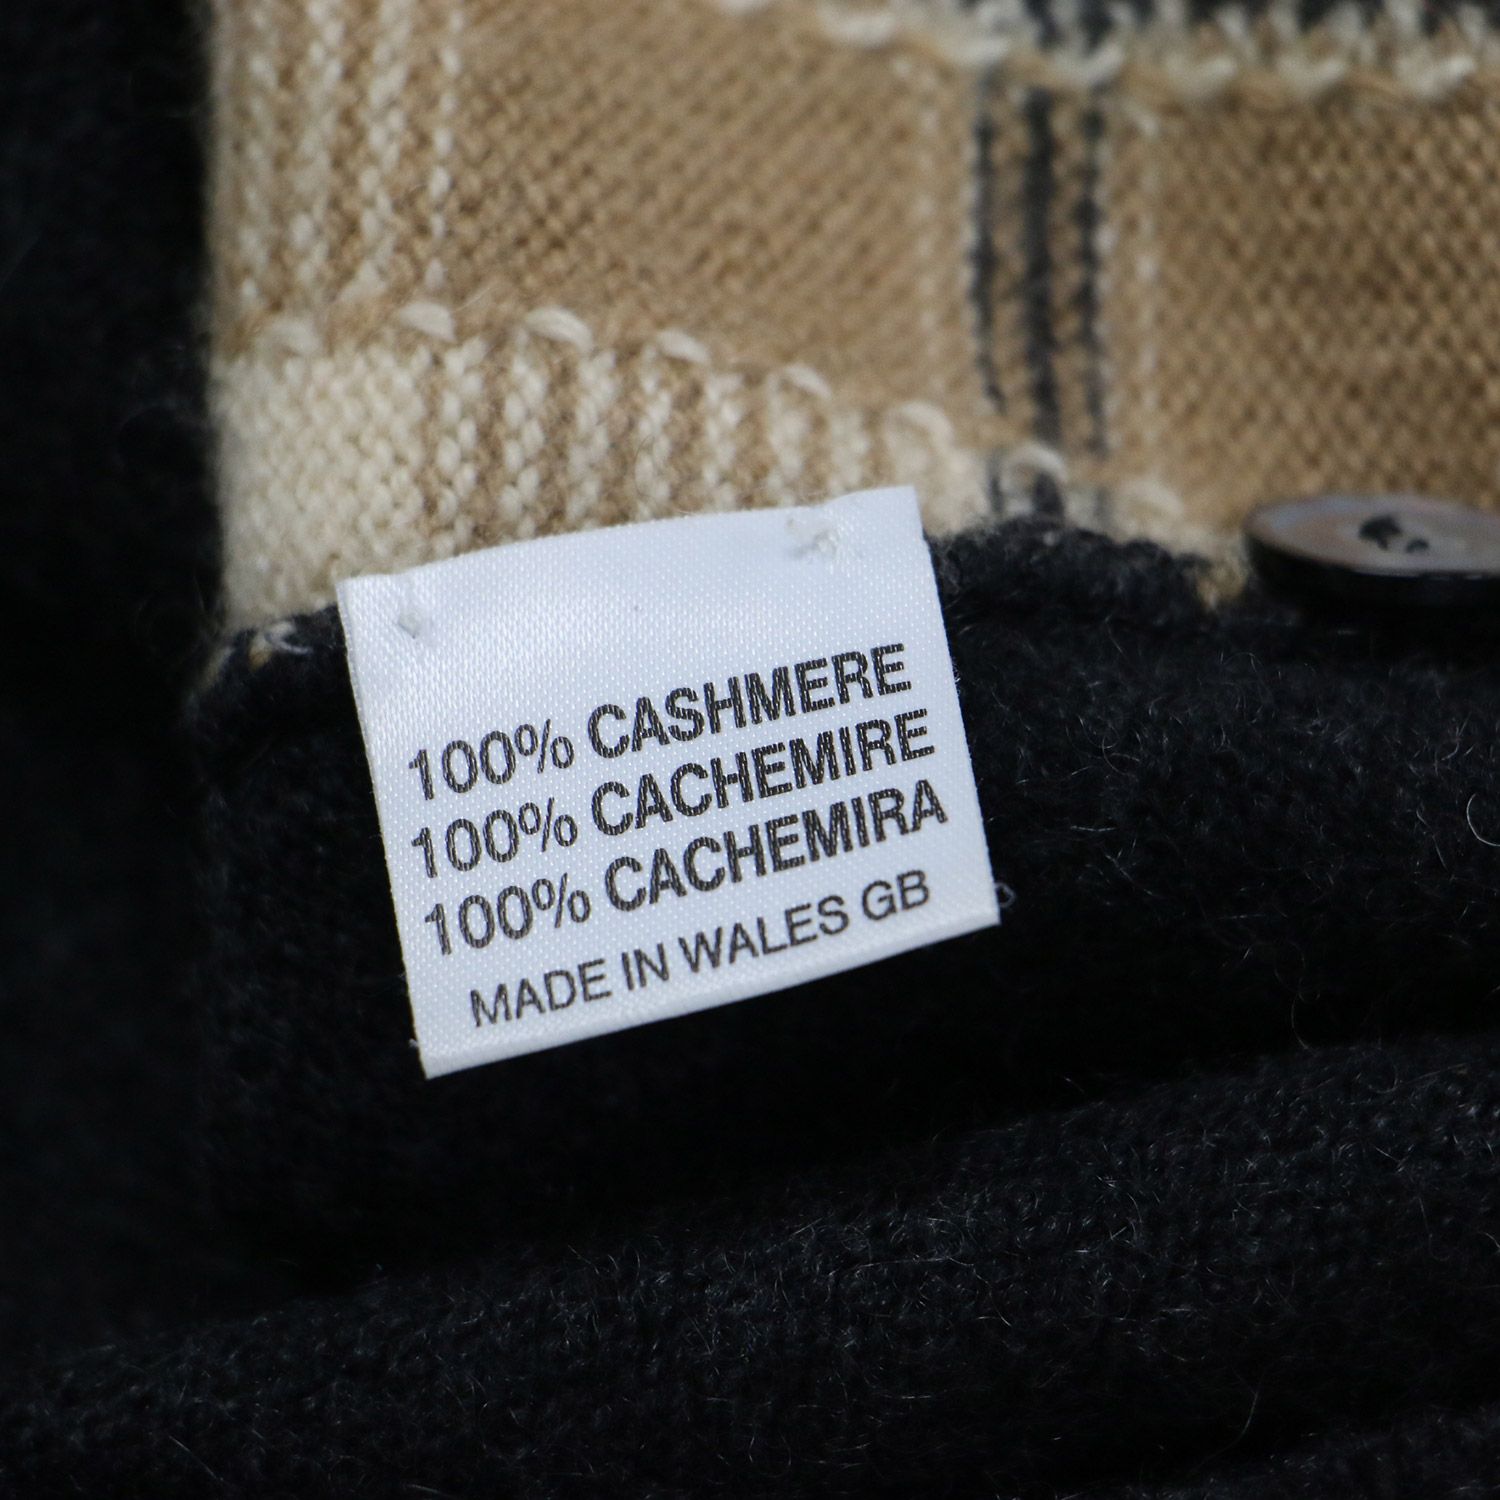 100% CASHMERE
100% CACHEMIRE
100% CACHEMIRA
MADE IN WALES GB